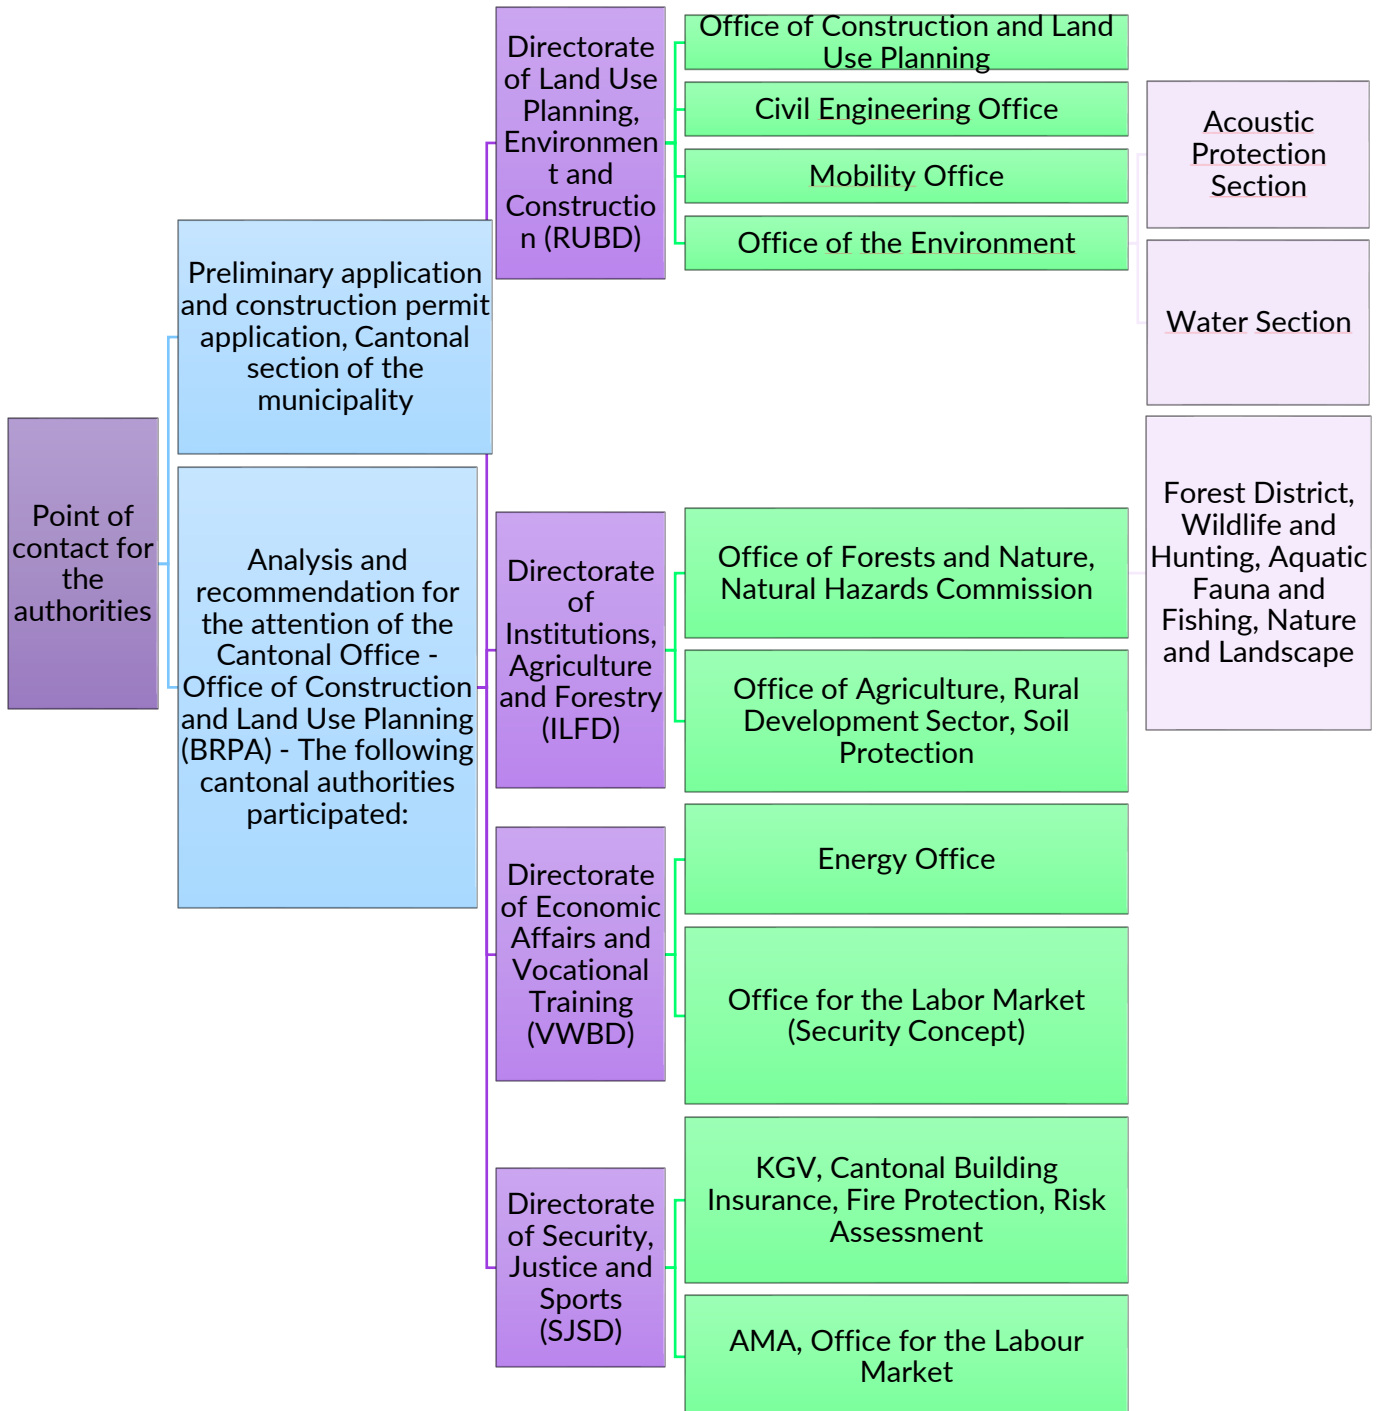 Point of
contact for
the
authorities
Preliminary application
and construction permit
application, Cantonal
section of the
municipality
Analysis and
recommendation for
the attention of the
Cantonal Office -
Office of Construction
and Land Use Planning
(BRPA) - The following
cantonal authorities
participated:
Directorate
of Land Use
Planning,
Environmen
t and
Constructio
n (RUBD)
Office of Construction and Land
Use Planning
Civil Engineering Office
Mobility Office
Office of the Environment
Acoustic
Protection
Section
Water Section
Directorate
of
Institutions,
Agriculture
and Forestry
(ILFD)
Office of Forests and Nature,
Natural Hazards Commission
Forest District,
Wildlife and
Hunting, Aquatic
Fauna and
Fishing, Nature
and Landscape
Office of Agriculture, Rural
Development Sector, Soil
Protection
Directorate
of Economic
Affairs and
Vocational
Training
(VWBD)
Energy Office
Office for the Labor Market
(Security Concept)
Directorate
of Security,
Justice and
Sports
(SJSD)
KGV, Cantonal Building
Insurance, Fire Protection, Risk
Assessment
AMA, Office for the Labour
Market